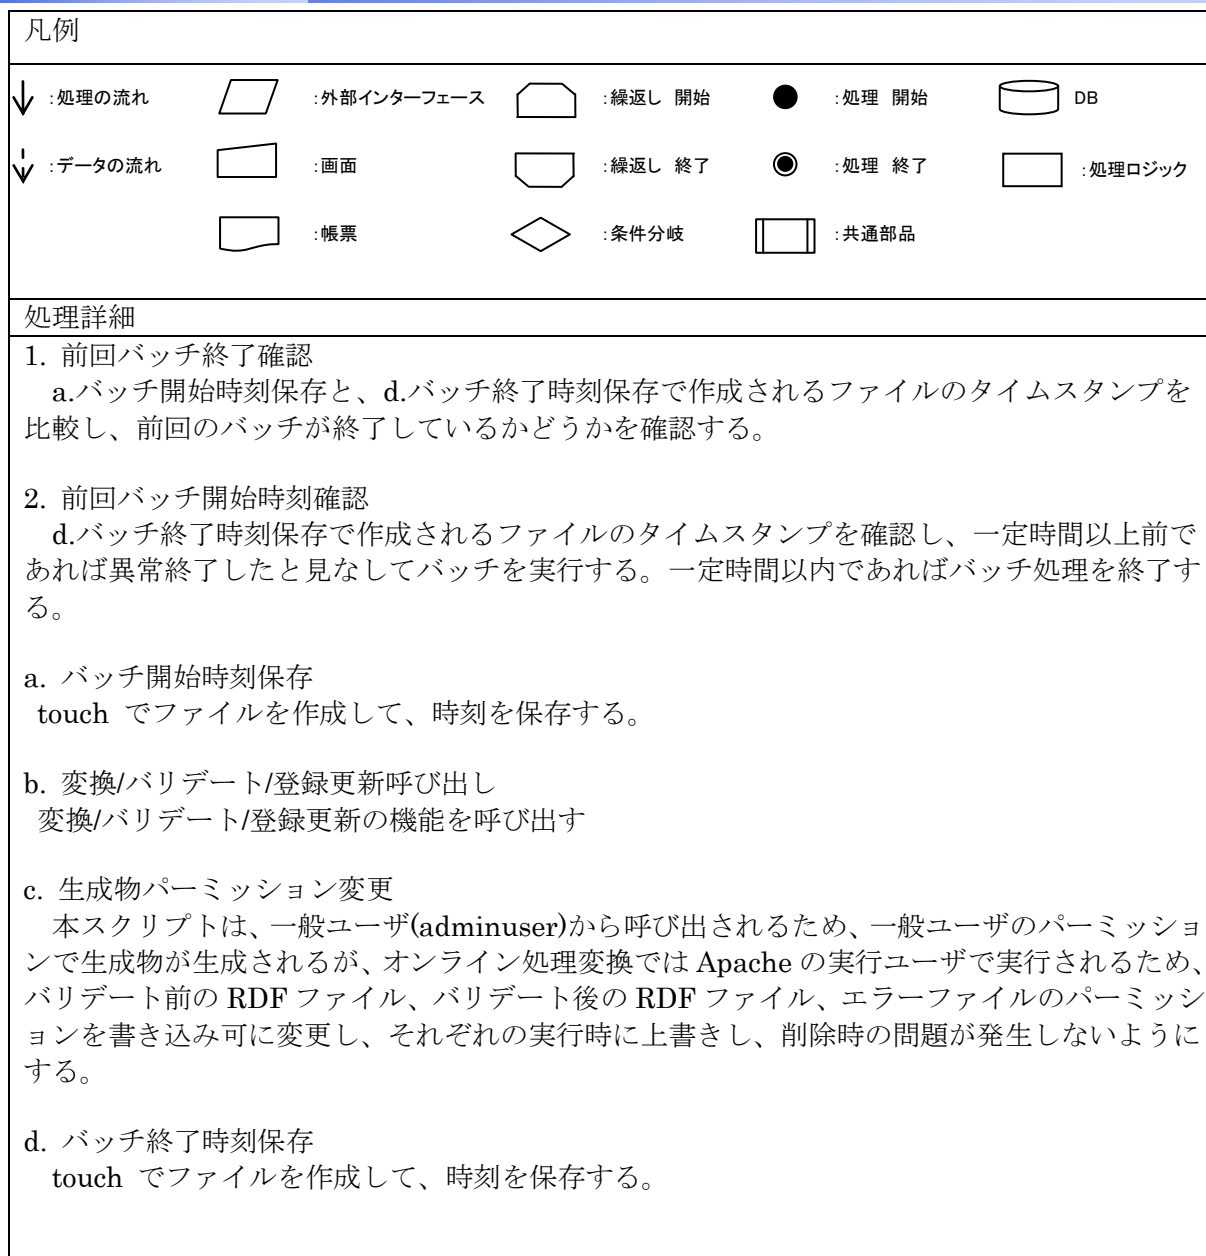 凡例
:処理の流れ :外部インターフェース :繰返し 開始 :処理 開始 DB
:データの流れ :画面 :繰返し 終了 :処理 終了 :処理ロジック
:帳票 :条件分岐 :共通部品
処理詳細
1. 前回バッチ終了確認
a.バッチ開始時刻保存と、d.バッチ終了時刻保存で作成されるファイルのタイムスタンプを
比較し、前回のバッチが終了しているかどうかを確認する。
2. 前回バッチ開始時刻確認
d.バッチ終了時刻保存で作成されるファイルのタイムスタンプを確認し、一定時間以上前で
あれば異常終了したと見なしてバッチを実行する。一定時間以内であればバッチ処理を終了す
る。
a. バッチ開始時刻保存
touch でファイルを作成して、時刻を保存する。
b. 変換/バリデート/登録更新呼び出し
変換/バリデート/登録更新の機能を呼び出す
c. 生成物パーミッション変更
本スクリプトは、一般ユーザ(adminuser)から呼び出されるため、一般ユーザのパーミッショ
ンで生成物が生成されるが、オンライン処理変換では Apache の実行ユーザで実行されるため、
バリデート前の RDF ファイル、バリデート後の RDF ファイル、エラーファイルのパーミッシ
ョンを書き込み可に変更し、それぞれの実行時に上書きし、削除時の問題が発生しないように
する。
d. バッチ終了時刻保存
touch でファイルを作成して、時刻を保存する。